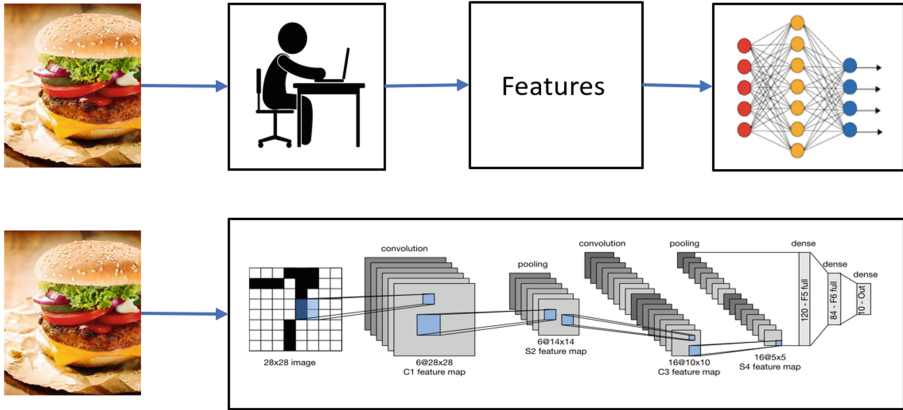 Features
convolution
convolution
pooling
dense
pooling
dense
dense
120 - F5 full
84 - F6 full
10 - Out
28x28 image
6@28x28
C1 feature map
6@14x14
S2 feature map
16@10x10
C3 feature map
16@5x5
S4 feature map